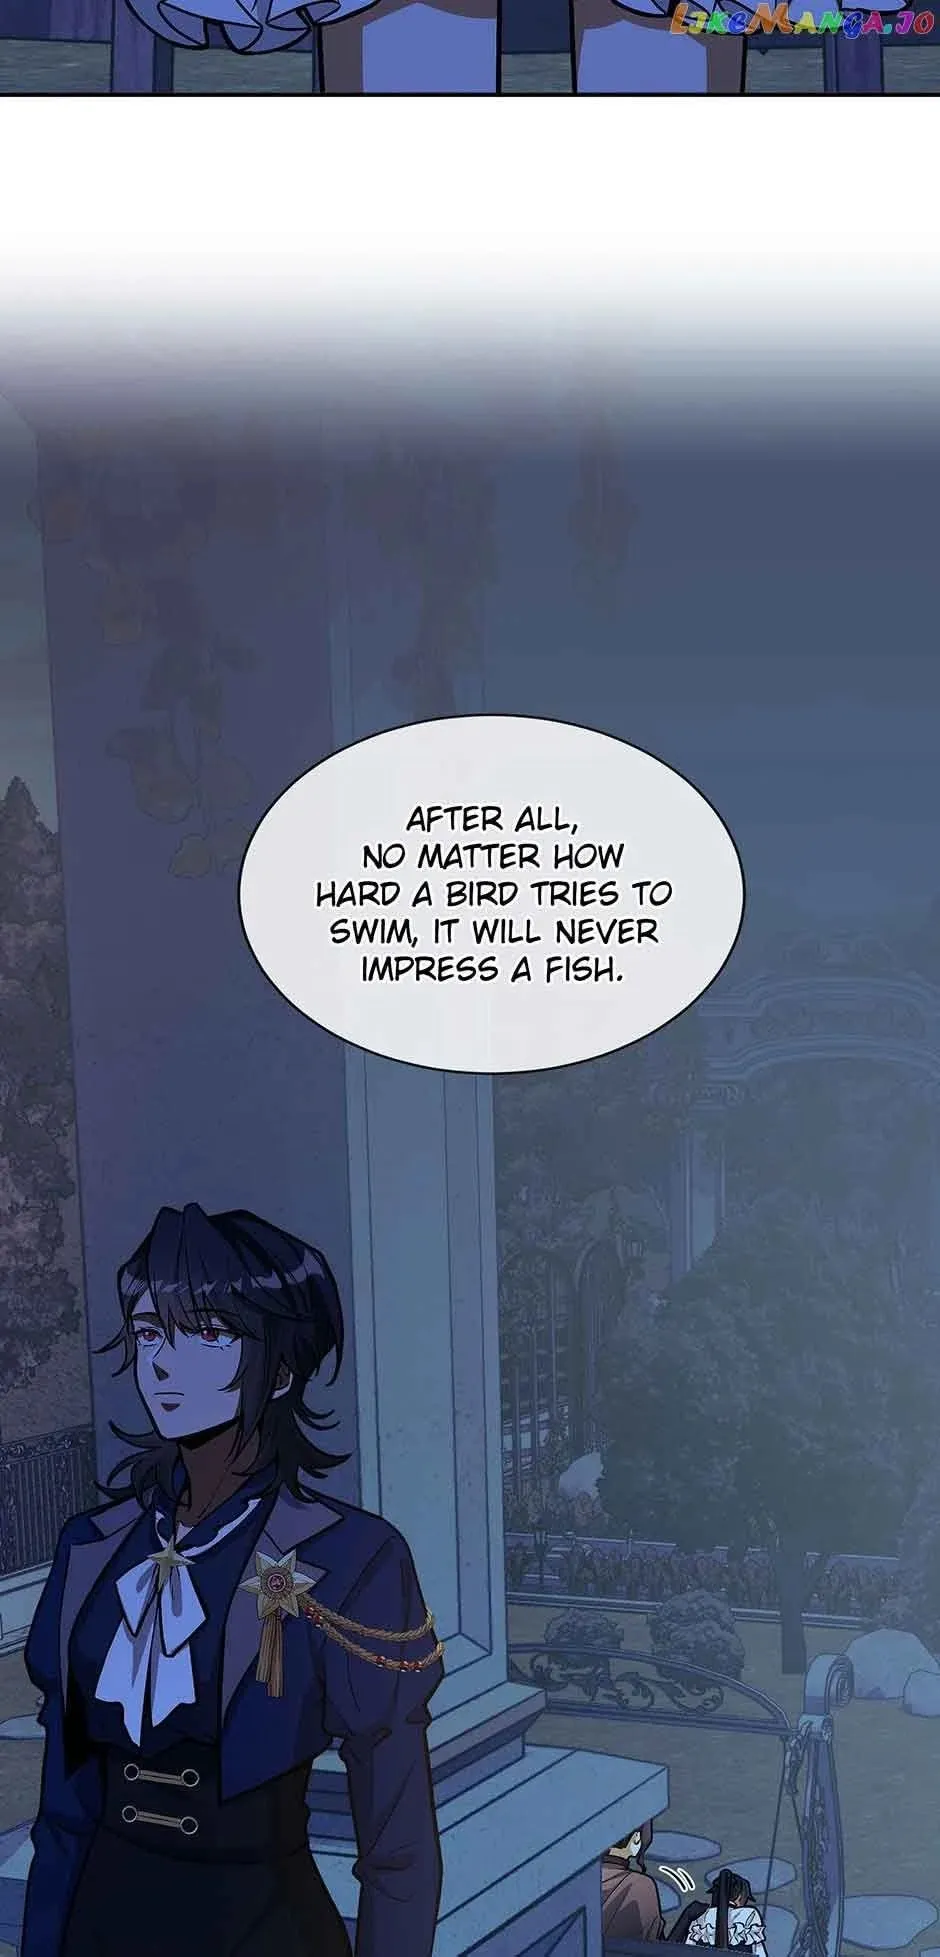 LIKEMANGA.IO
AFTER ALL,
NO MATTER HOW
HARD A BIRD TRIES TO
SWIM, IT WILL NEVER
IMPRESS A FISH.